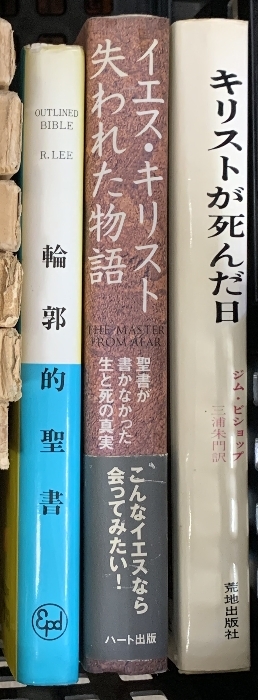 OUTLINED
BIBLE
R. LEE
輪郭的聖書
イエス・キリスト
失われた物語
THE MASTER
FROM AFAR
聖書が
書かなかった
生と死の真実
こんなイエスなら
会ってみたい！
ハート出版
キリストが死んだ日
ジム・ビショップ
三浦朱門訳
荒地出版社